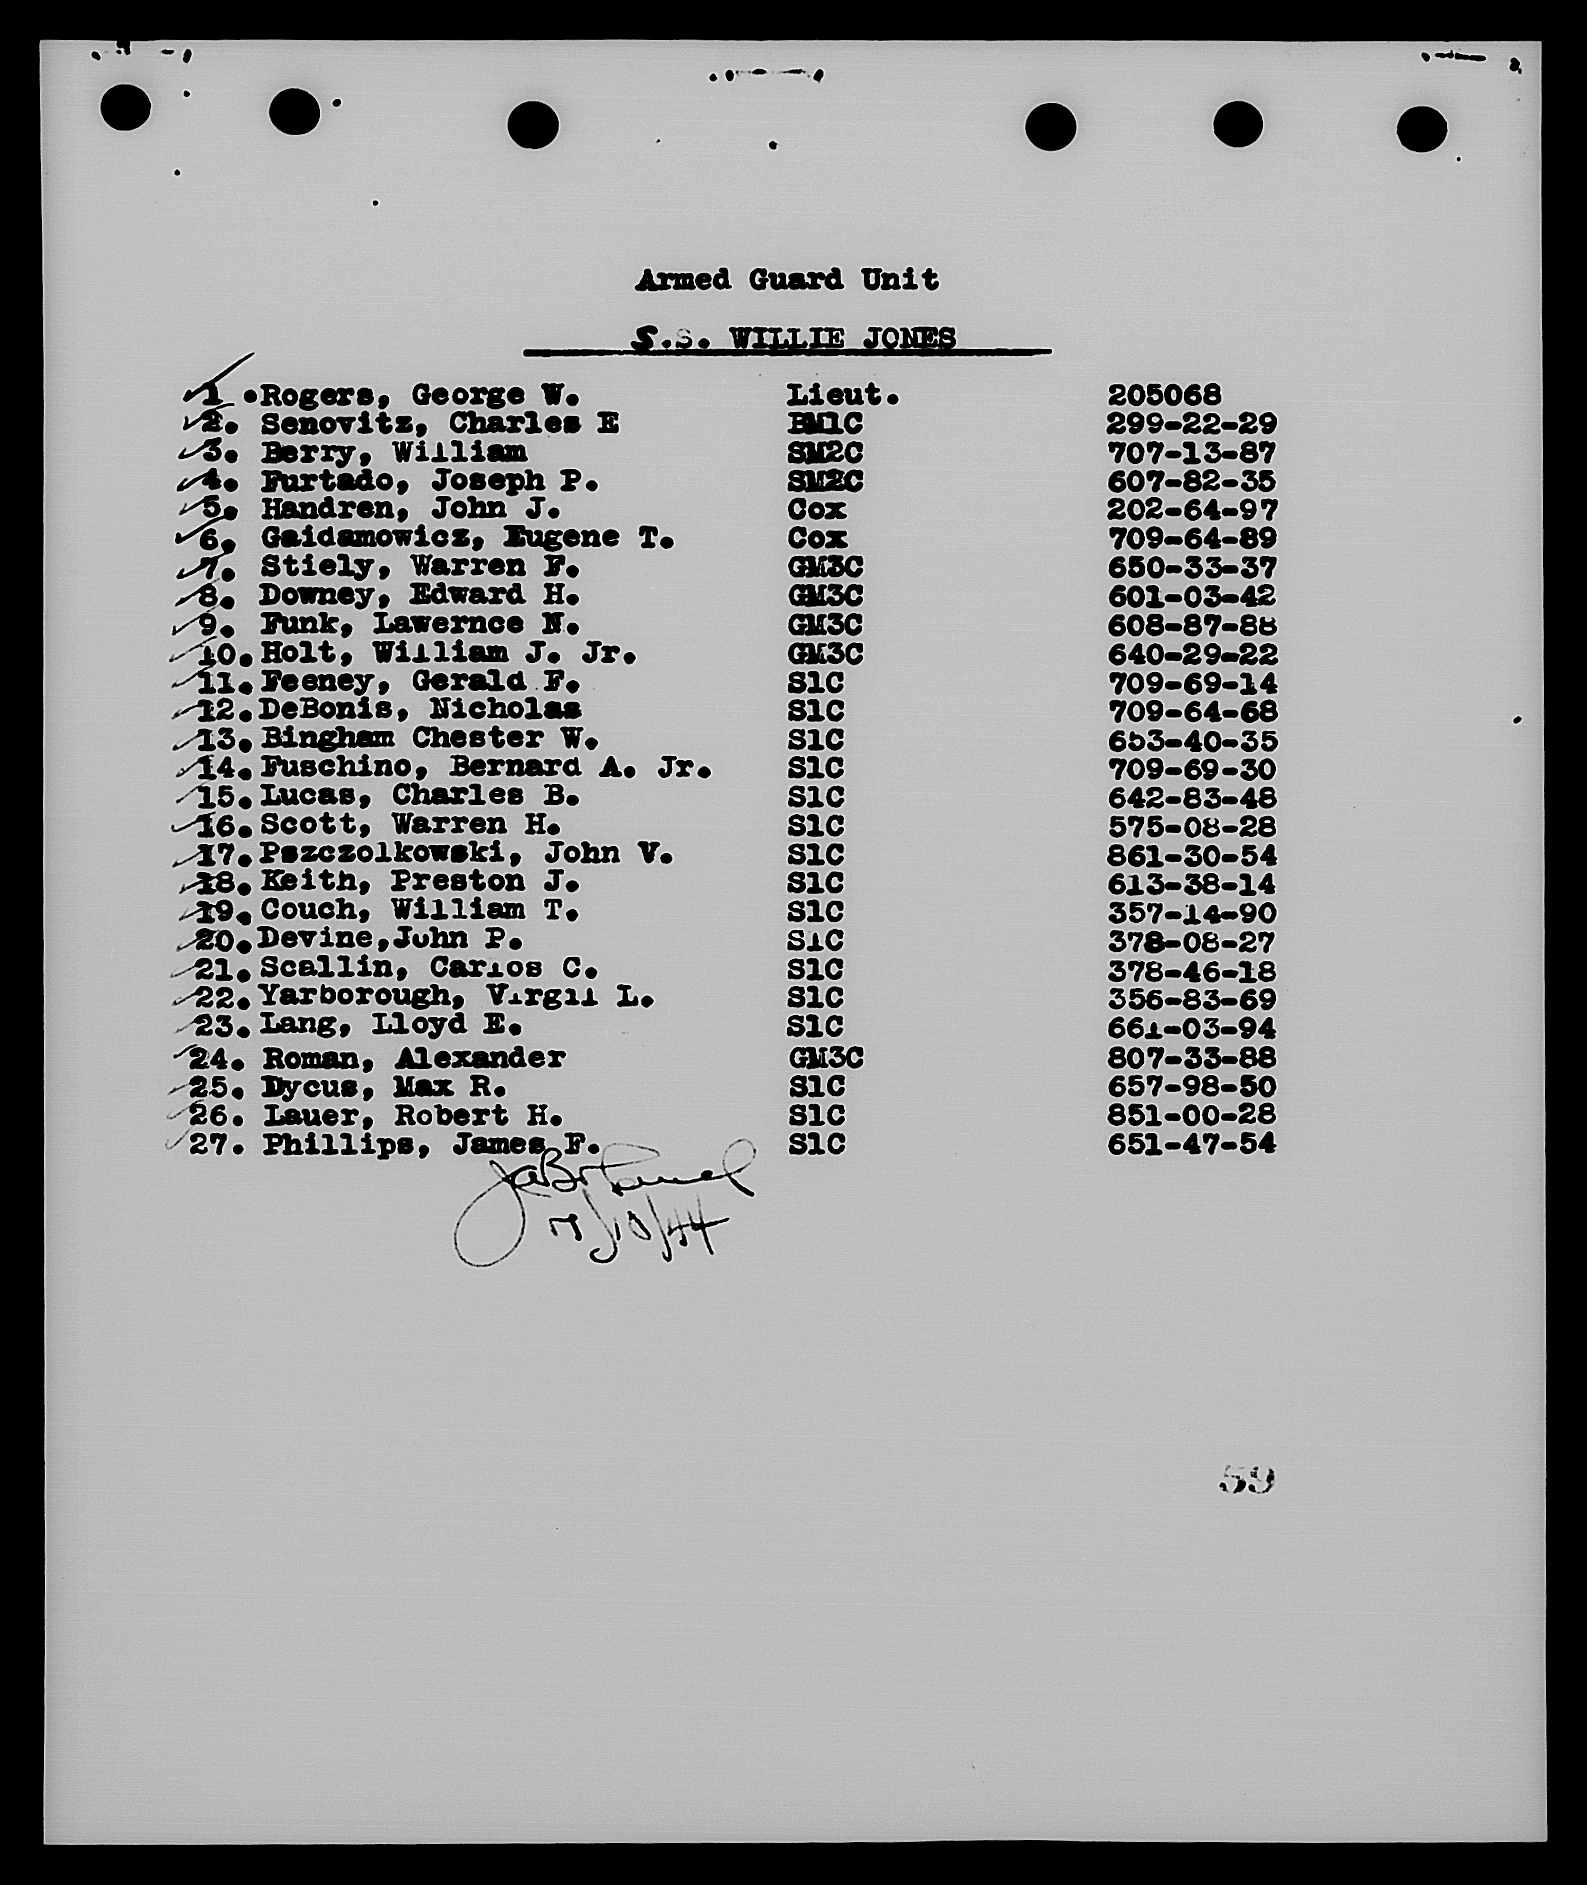 Armed Guard Unit
S.S. WILLIE JONES
1. Rogers, George W. Lieut. 205068
2. Senovitz, Charles E BM1C 299-22-29
3. Berry, William SM2C 707-13-87
4. Furtado, Joseph P. SM2C 607-82-35
5. Handren, John J. Cox 202-64-97
6. Gaidamowicz, Eugene T. Cox 709-64-89
7. Stiely, Warren F. GM3C 650-33-37
8. Downey, Edward H. GM3C 601-03-42
9. Funk, Lawernce N. GM3C 608-87-88
10. Holt, William J. Jr. GM3C 640-29-22
11. Feeney, Gerald F. S1C 709-69-14
12. DeBonis, Nicholas S1C 709-64-68
13. Bingham Chester W. S1C 653-40-35
14. Fuschino, Bernard A. Jr. S1C 709-69-30
15. Lucas, Charles B. S1C 642-83-48
16. Scott, Warren H. S1C 575-08-28
17. Pszczolkowski, John V. S1C 861-30-54
18. Keith, Preston J. S1C 613-38-14
19. Couch, William T. S1C 357-14-90
20. Devine,John P. S1C 378-08-27
21. Scallin, Carlos C. S1C 378-46-18
22. Yarborough, Virgil L. S1C 356-83-69
23. Lang, Lloyd E. S1C 661-03-94
24. Roman, Alexander GM3C 807-33-88
25. Dycus, Max R. S1C 657-98-50
26. Lauer, Robert H. S1C 851-00-28
27. Phillips, James F. S1C 651-47-54
7/10/44
59